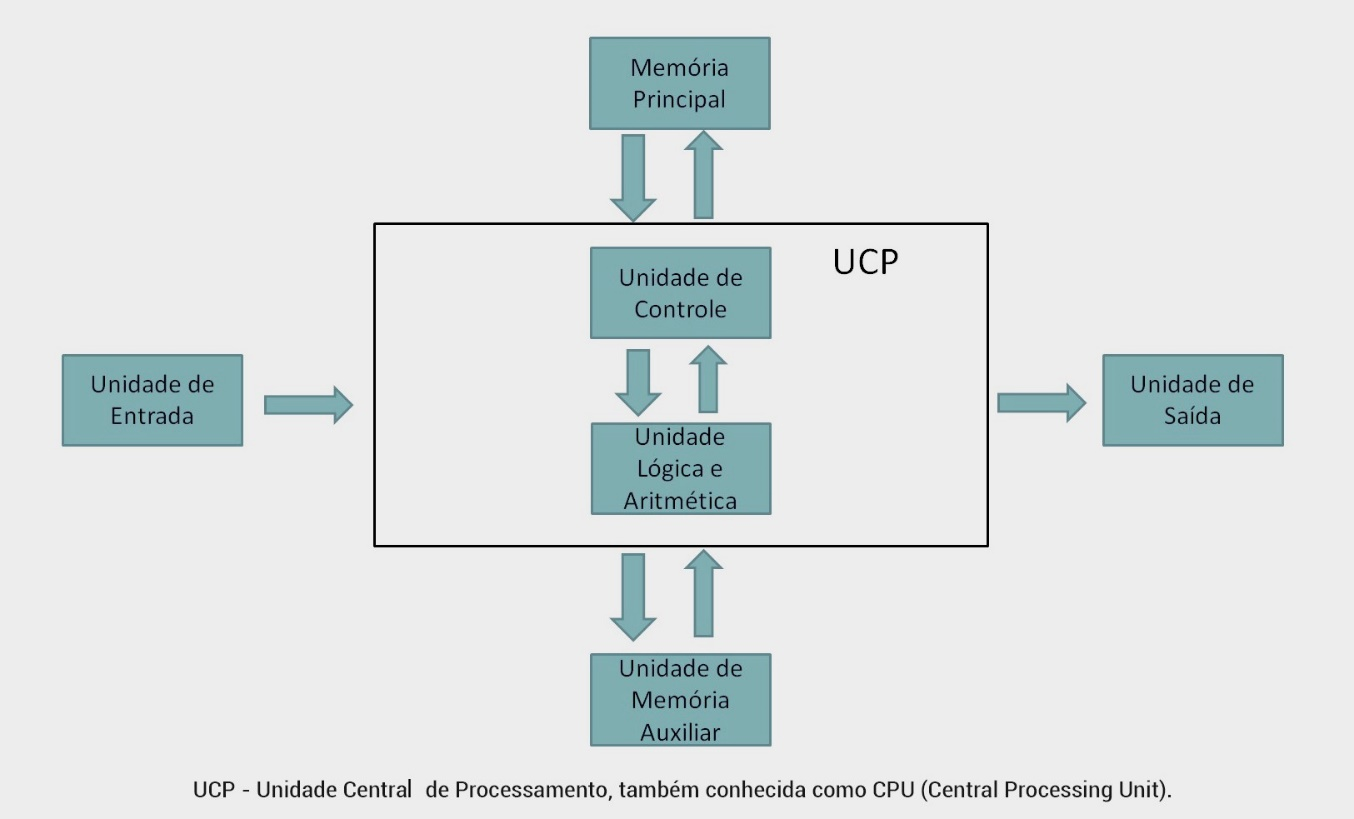 Memória
Principal
UCP
Unidade de
Controle
Unidade de
Entrada
Unidade
Lógica e
Aritmética
Unidade de
Saída
Unidade de
Memória
Auxiliar
UCP - Unidade Central de Processamento, também conhecida como CPU (Central Processing Unit).